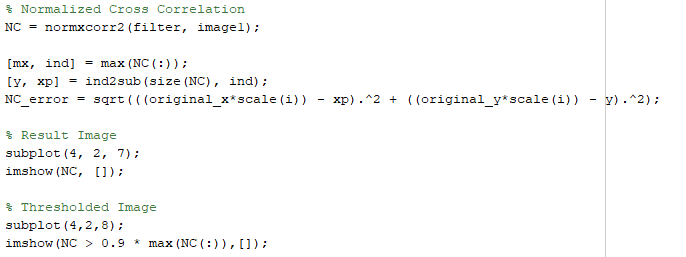 % Normalized Cross Correlation
NC = normxcorr2(filter, image1);
[mx, ind] = max(NC(:));
[y, xp] = ind2sub(size(NC), ind);
NC_error = sqrt(((original_x*scale(i)) - xp).^2 + ((original_y*scale(i)) - y).^2);
% Result Image
subplot(4, 2, 7);
imshow(NC, []);
% Thresholded Image
subplot(4,2,8);
imshow(NC > 0.9 * max(NC(:)),[]);